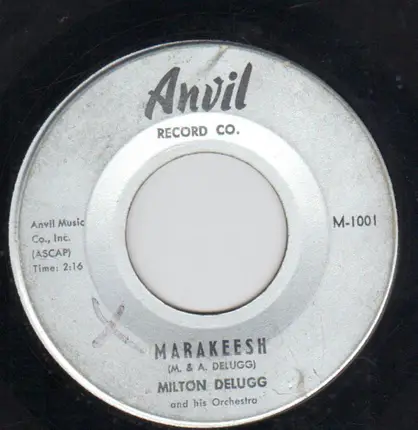 Anvil
RECORD CO.
Anvil Music
Co., Inc.
(ASCAP)
Time: 2:16
M-1001
MARAKEESH
(M. & A. DELUGG)
MILTON DELUGG
and his Orchestra